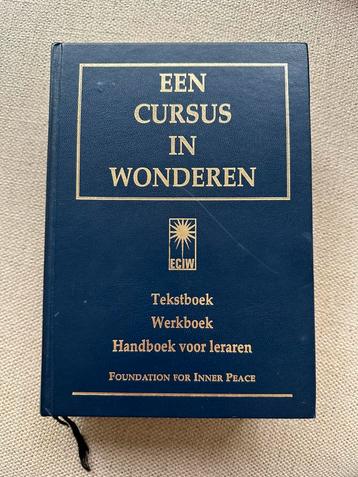 EEN
CURSUS
IN
WONDEREN
ECIW
Tekstboek
Werkboek
Handboek voor leraren
FOUNDATION FOR INNER PEACE